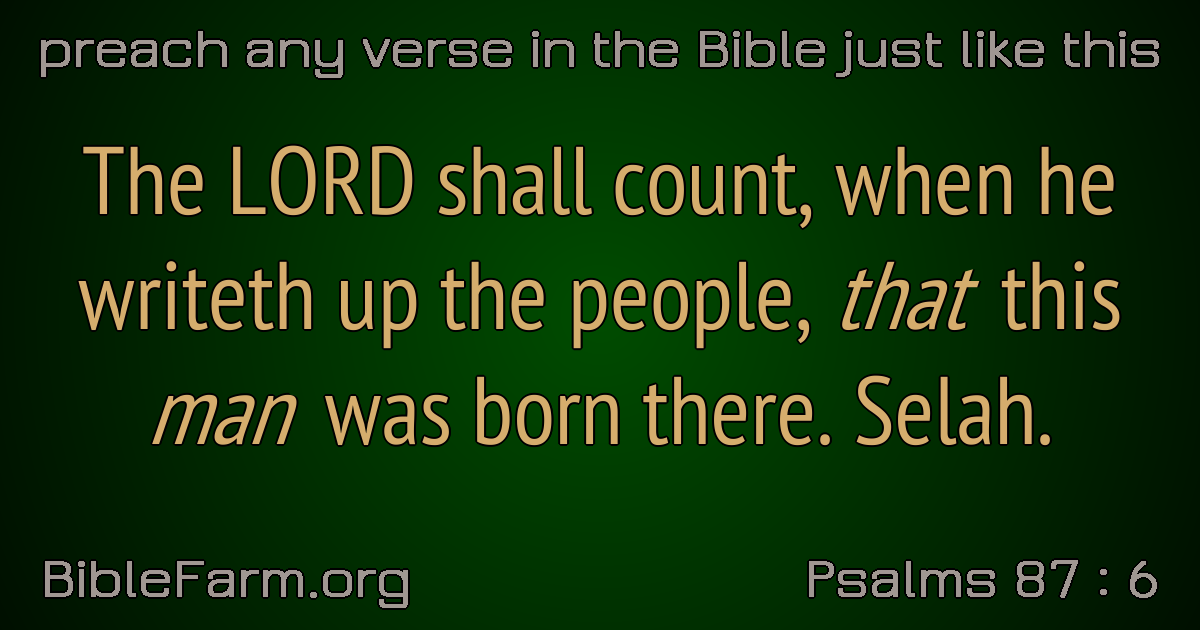 preach any verse in the Bible just like this
The LORD shall count, when he
writeth up the people, that this
man was born there. Selah.
BibleFarm.org
Psalms 87 : 6